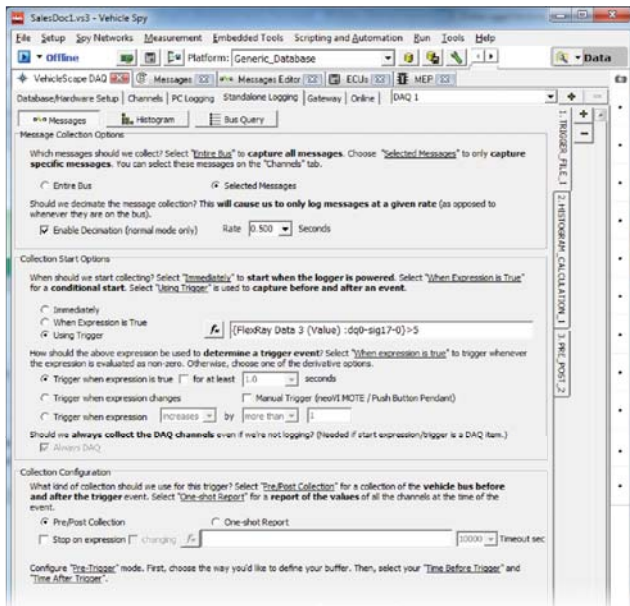 SalesDoc1.vs3 - Vehicle Spy
File Setup Spy Networks Measurement Embedded Tools Scripting and Automation Run Tools Help
Offline Platform: Generic_Database Data
VehicleScape DAQ Messages Messages Editor ECUs MEP
Database/Hardware Setup Channels PC Logging Standalone Logging Gateway Online DAQ 1
Messages Histogram Bus Query
Message Collection Options
Which messages should we collect? Select "Entire Bus" to capture all messages. Choose "Selected Messages" to only capture
specific messages. You can select these messages on the "Channels" tab.
Entire Bus Selected Messages
Should we decimate the message collection? This will cause us to only log messages at a given rate (as opposed to
whenever they are on the bus).
Enable Decimation (normal mode only) Rate 0.500 Seconds
Collection Start Options
When should we start collecting? Select "Immediately" to start when the logger is powered. Select "When Expression is True"
for a conditional start. Select "Using Trigger" is used to capture before and after an event.
Immediately
When Expression is True
Using Trigger {FlexRay Data 3 (Value) :dq0-sig17-0}>5
How should the above expression be used to determine a trigger event? Select "When expression is true" to trigger whenever
the expression is evaluated as non-zero. Otherwise, choose one of the derivative options.
Trigger when expression is true for at least 1.0 seconds
Trigger when expression changes Manual Trigger (neoVI MOTE / Push Button Pendant)
Trigger when expression increases by more than 1
Should we always collect the DAQ channels even if we're not logging? (Needed if start expression/trigger is a DAQ item.)
Always DAQ
Collection Configuration
What kind of collection should we use for this trigger? Select "Pre/Post Collection" for a collection of the vehicle bus before
and after the trigger event. Select "One-shot Report" for a report of the values of all the channels at the time of the
event.
Pre/Post Collection One-shot Report
Stop on expression changing 10000 Timeout sec
Configure "Pre-Trigger" mode. First, choose the way you'd like to define your buffer. Then, select your "Time Before Trigger" and
"Time After Trigger".
1. TRIGGER_FILE_1
2. HISTOGRAM_CALCULATION_1
3. PRE_POST_2